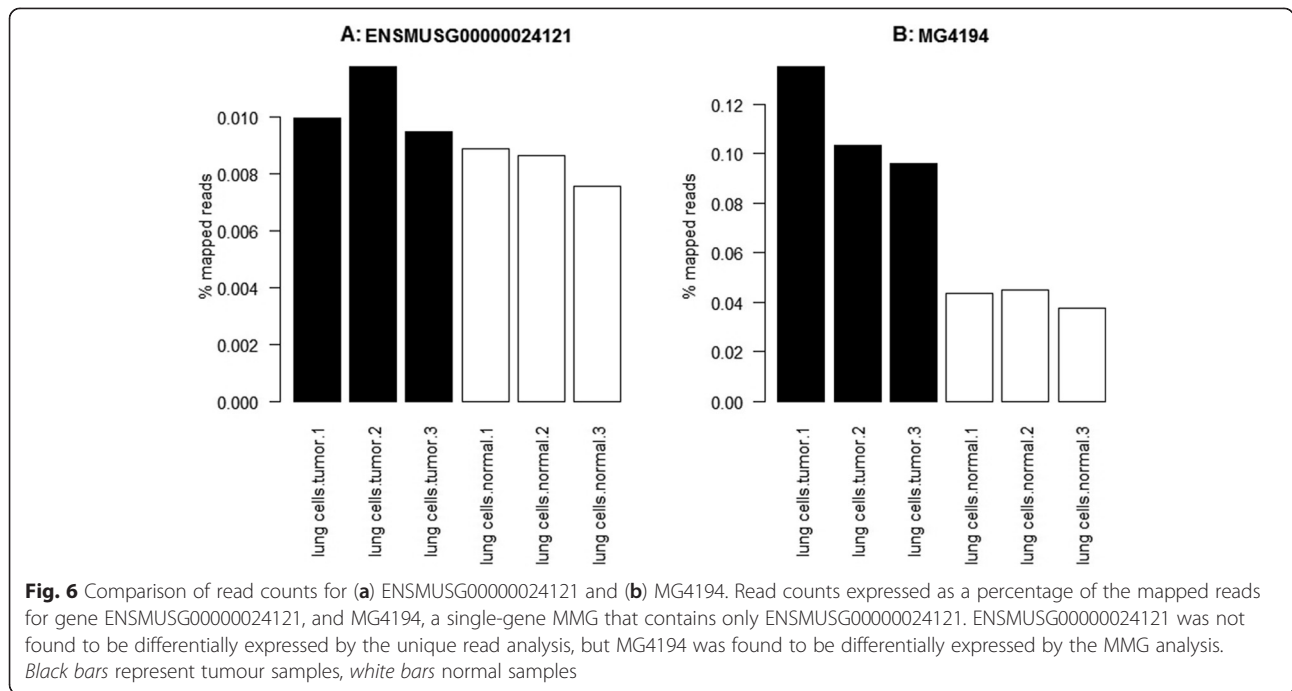 A: ENSMUSG00000024121
% mapped reads
0.010
0.008
0.006
0.004
0.002
0.000
lung cells.tumor.1
lung cells.tumor.2
lung cells.tumor.3
lung cells.normal.1
lung cells.normal.2
lung cells.normal.3
B: MG4194
% mapped reads
0.12
0.10
0.08
0.06
0.04
0.02
0.00
lung cells.tumor.1
lung cells.tumor.2
lung cells.tumor.3
lung cells.normal.1
lung cells.normal.2
lung cells.normal.3
Fig. 6 Comparison of read counts for (a) ENSMUSG00000024121 and (b) MG4194. Read counts expressed as a percentage of the mapped reads
for gene ENSMUSG00000024121, and MG4194, a single-gene MMG that contains only ENSMUSG00000024121. ENSMUSG00000024121 was not
found to be differentially expressed by the unique read analysis, but MG4194 was found to be differentially expressed by the MMG analysis.
Black bars represent tumour samples, white bars normal samples